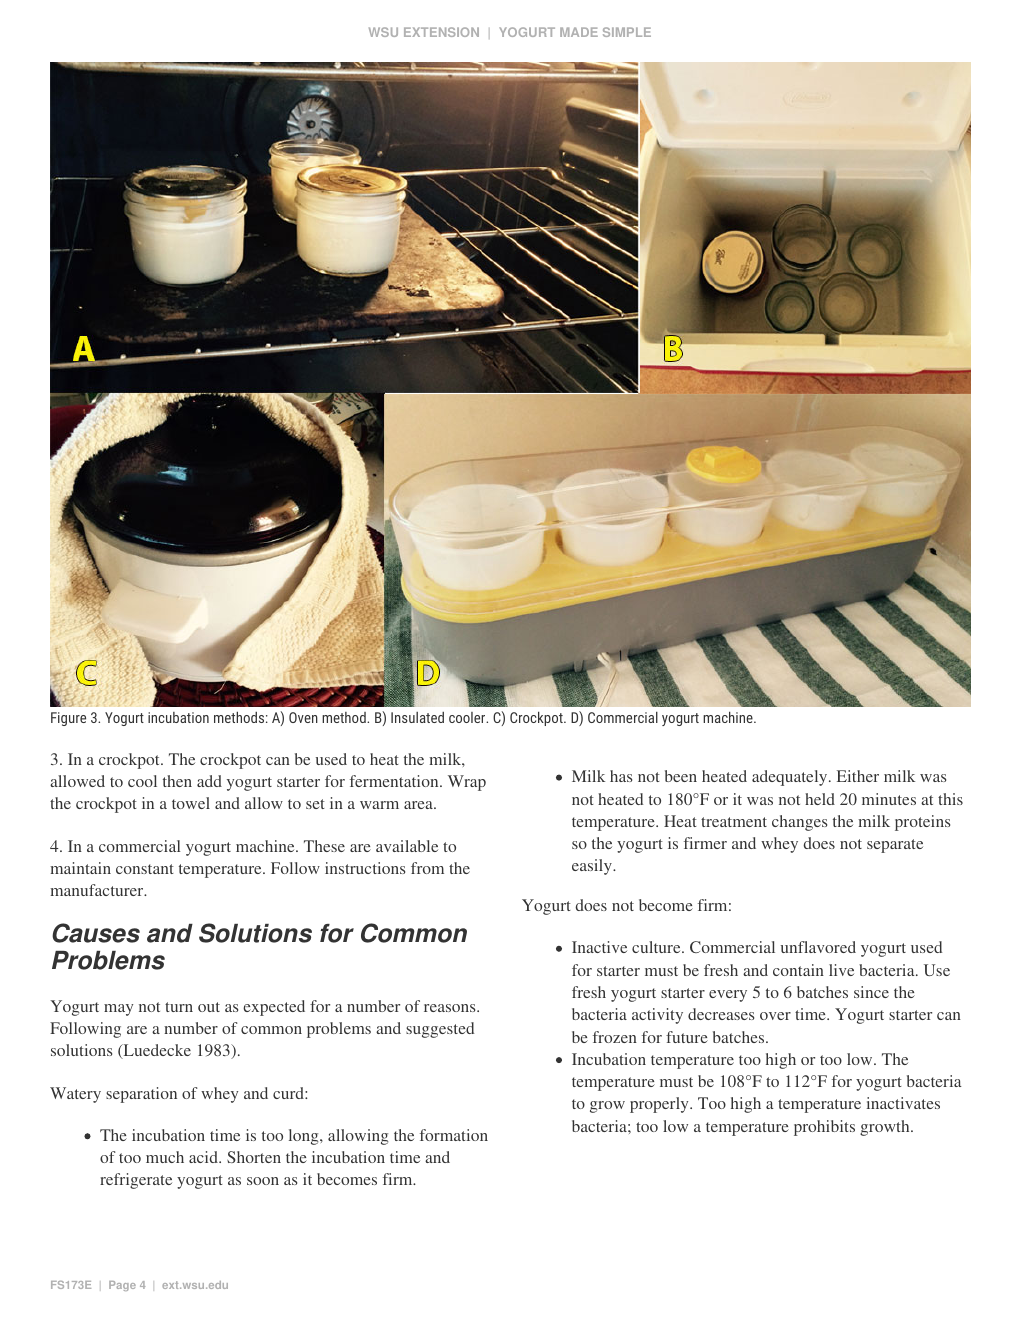 WSU EXTENSION | YOGURT MADE SIMPLE
A
B
C
D
Figure 3. Yogurt incubation methods: A) Oven method. B) Insulated cooler. C) Crockpot. D) Commercial yogurt machine.
3. In a crockpot. The crockpot can be used to heat the milk,
allowed to cool then add yogurt starter for fermentation. Wrap
the crockpot in a towel and allow to set in a warm area.
4. In a commercial yogurt machine. These are available to
maintain constant temperature. Follow instructions from the
manufacturer.
Causes and Solutions for Common
Problems
Yogurt may not turn out as expected for a number of reasons.
Following are a number of common problems and suggested
solutions (Luedecke 1983).
Watery separation of whey and curd:
• The incubation time is too long, allowing the formation
of too much acid. Shorten the incubation time and
refrigerate yogurt as soon as it becomes firm.
• Milk has not been heated adequately. Either milk was
not heated to 180°F or it was not held 20 minutes at this
temperature. Heat treatment changes the milk proteins
so the yogurt is firmer and whey does not separate
easily.
Yogurt does not become firm:
• Inactive culture. Commercial unflavored yogurt used
for starter must be fresh and contain live bacteria. Use
fresh yogurt starter every 5 to 6 batches since the
bacteria activity decreases over time. Yogurt starter can
be frozen for future batches.
• Incubation temperature too high or too low. The
temperature must be 108°F to 112°F for yogurt bacteria
to grow properly. Too high a temperature inactivates
bacteria; too low a temperature prohibits growth.
FS173E | Page 4 | ext.wsu.edu